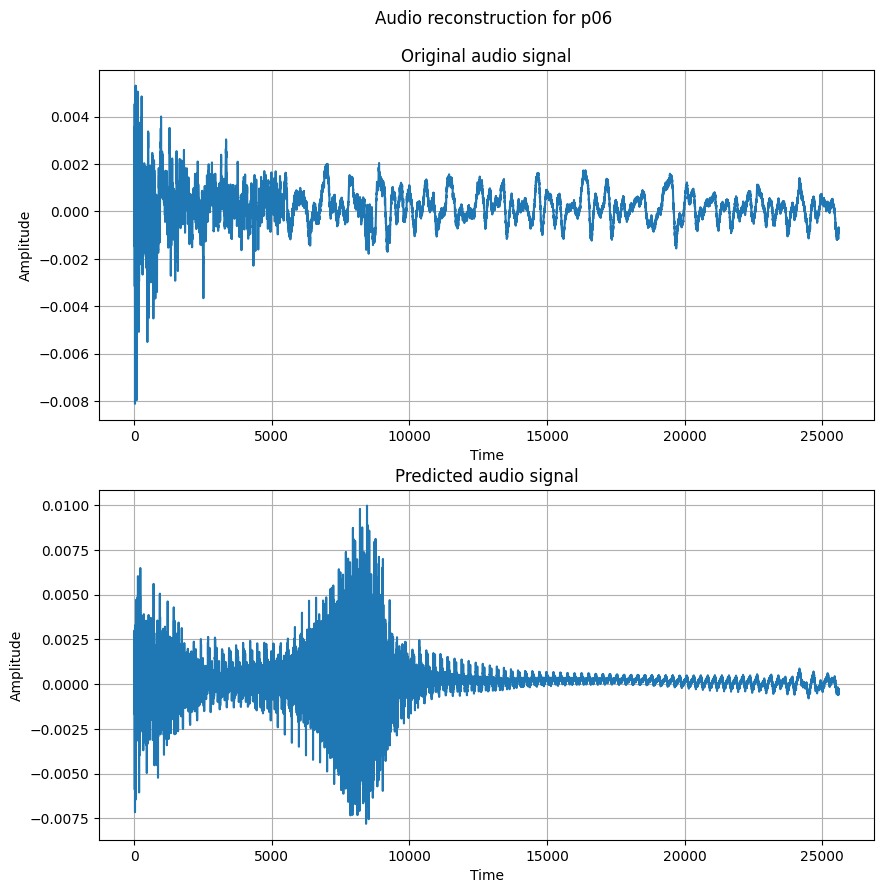 Audio reconstruction for p06
Original audio signal
0.004
0.002
0.000
−0.002
−0.004
−0.006
−0.008
Amplitude
0 5000 10000 15000 20000 25000
Time
Predicted audio signal
0.0100
0.0075
0.0050
0.0025
0.0000
−0.0025
−0.0050
−0.0075
Amplitude
0 5000 10000 15000 20000 25000
Time